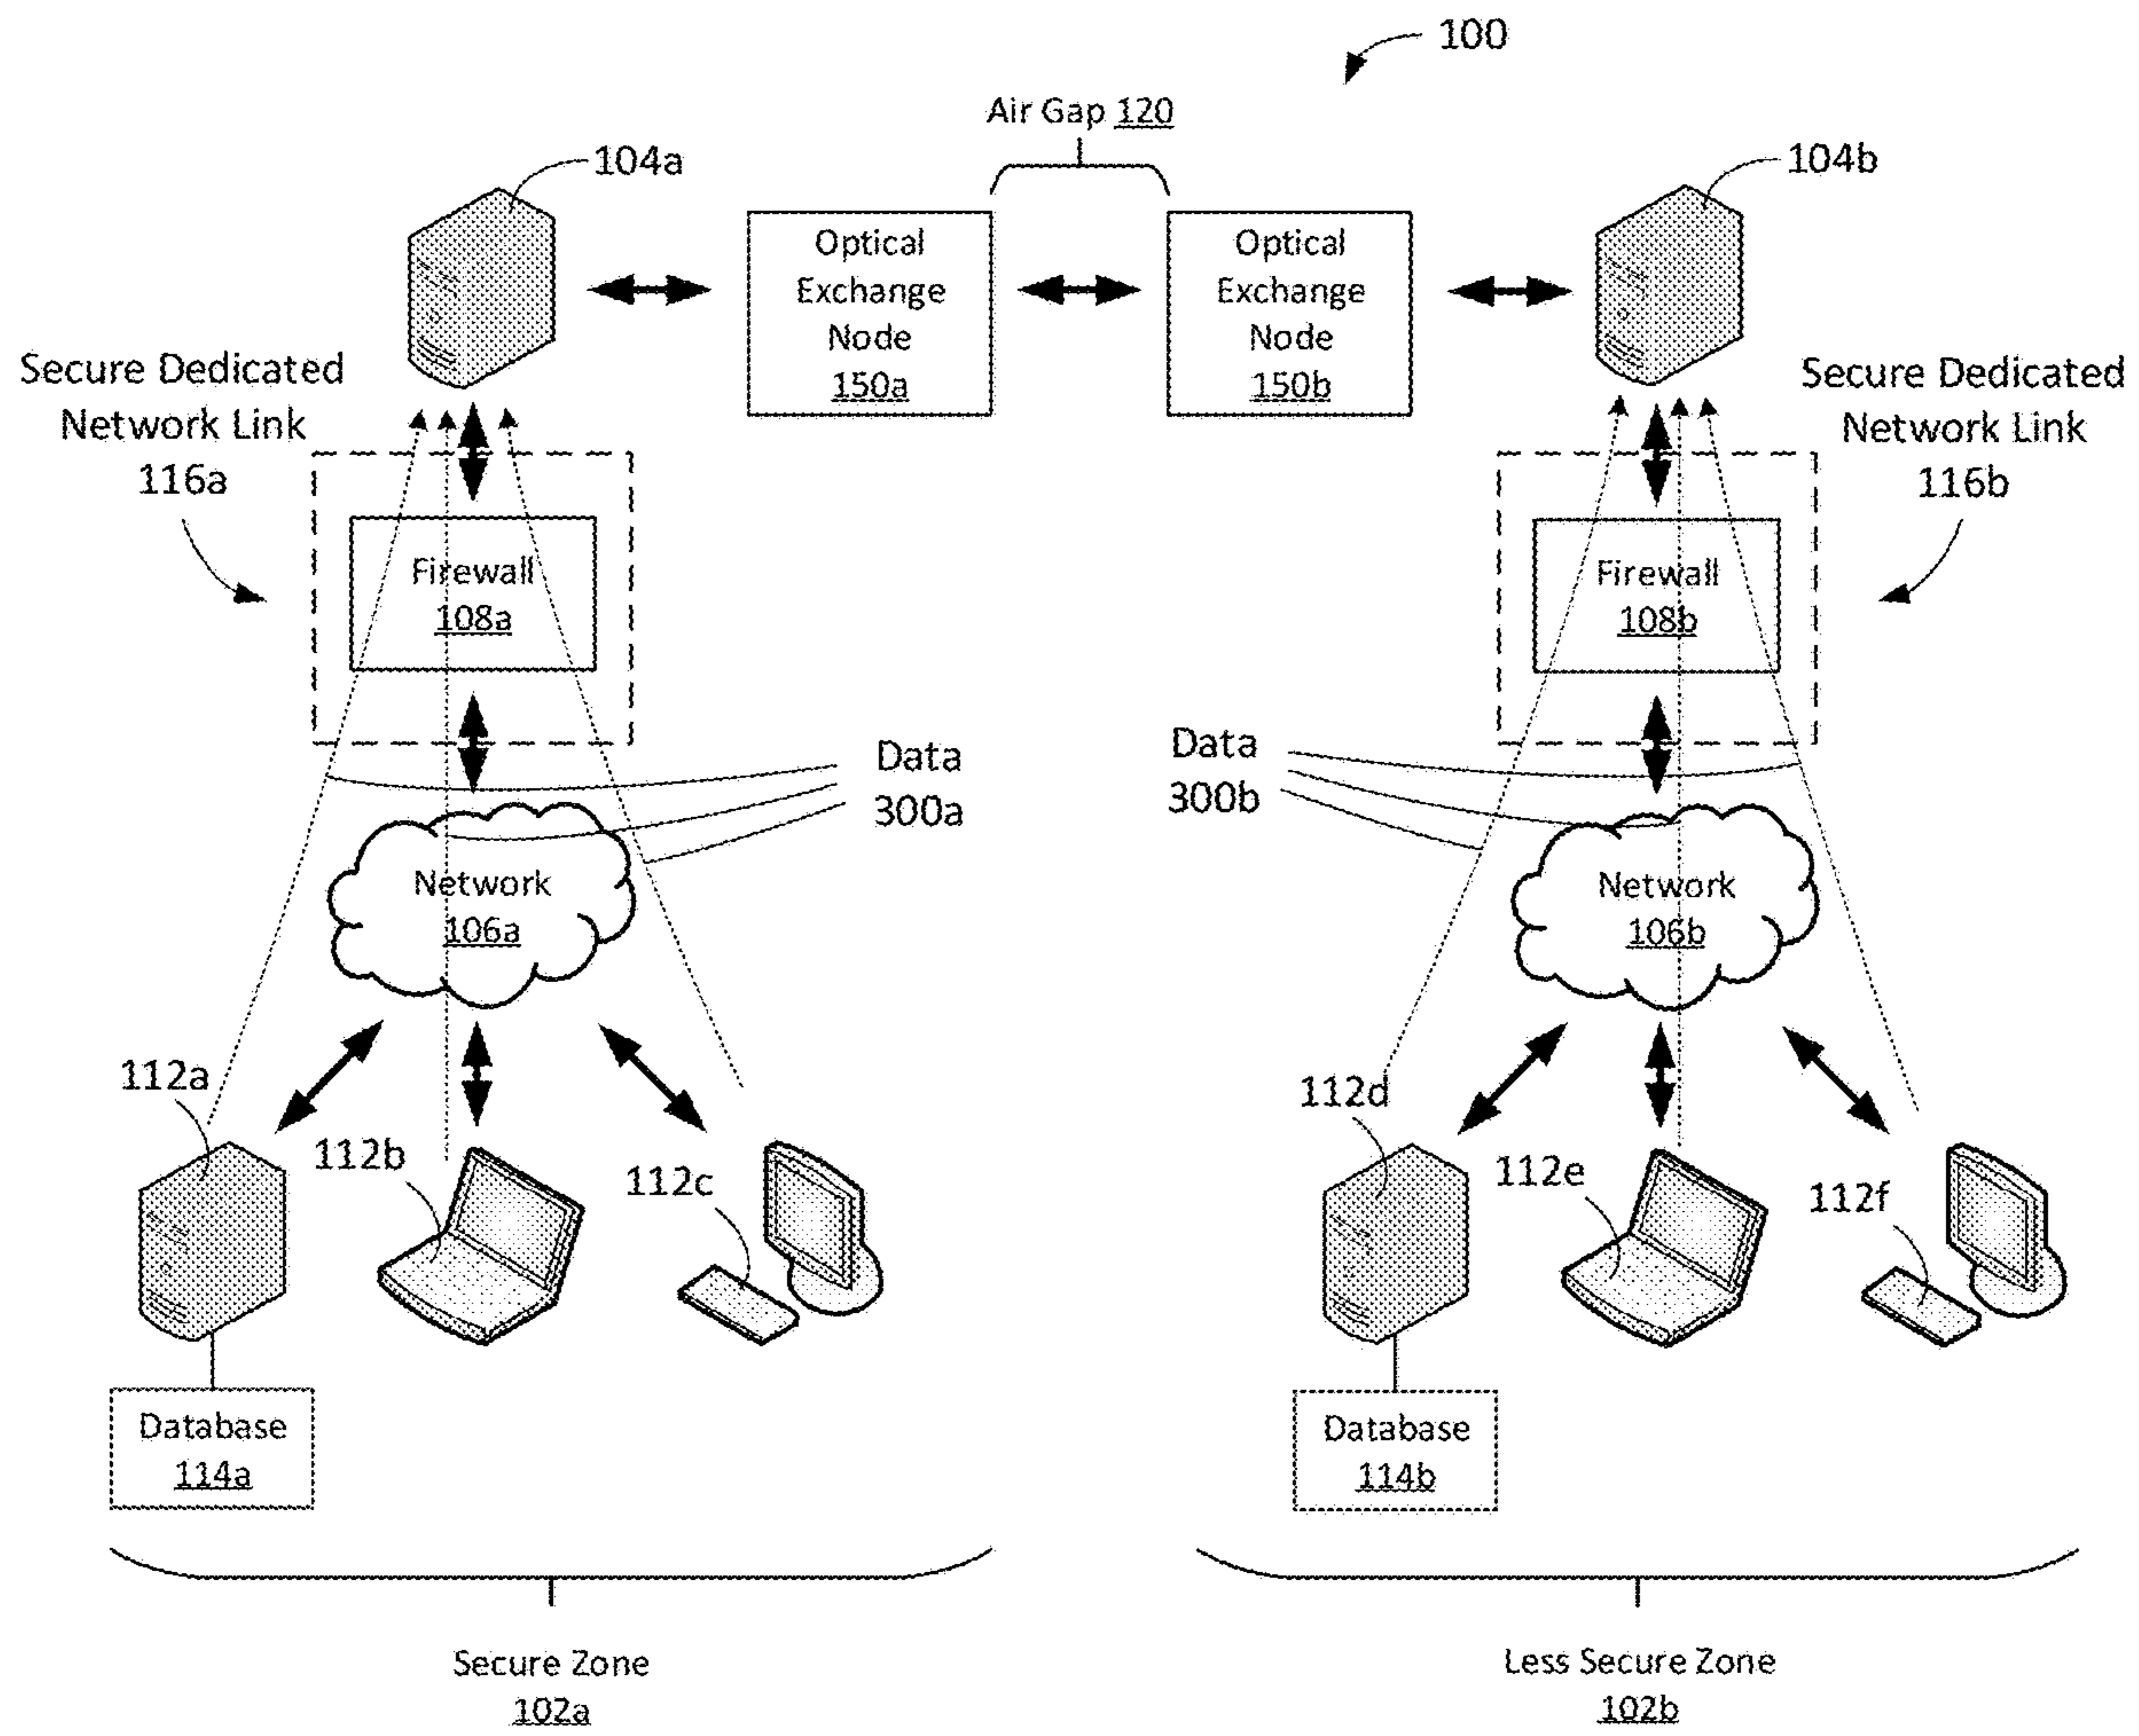 100
Air Gap 120
104a
104b
Optical
Exchange
Node
150a
Optical
Exchange
Node
150b
Secure Dedicated
Network Link
116a
Secure Dedicated
Network Link
116b
Firewall
108a
Firewall
108b
Data
300a
Data
300b
Network
106a
Network
106b
112a
112b
112c
112d
112e
112f
Database
114a
Database
114b
Secure Zone
102a
Less Secure Zone
102b